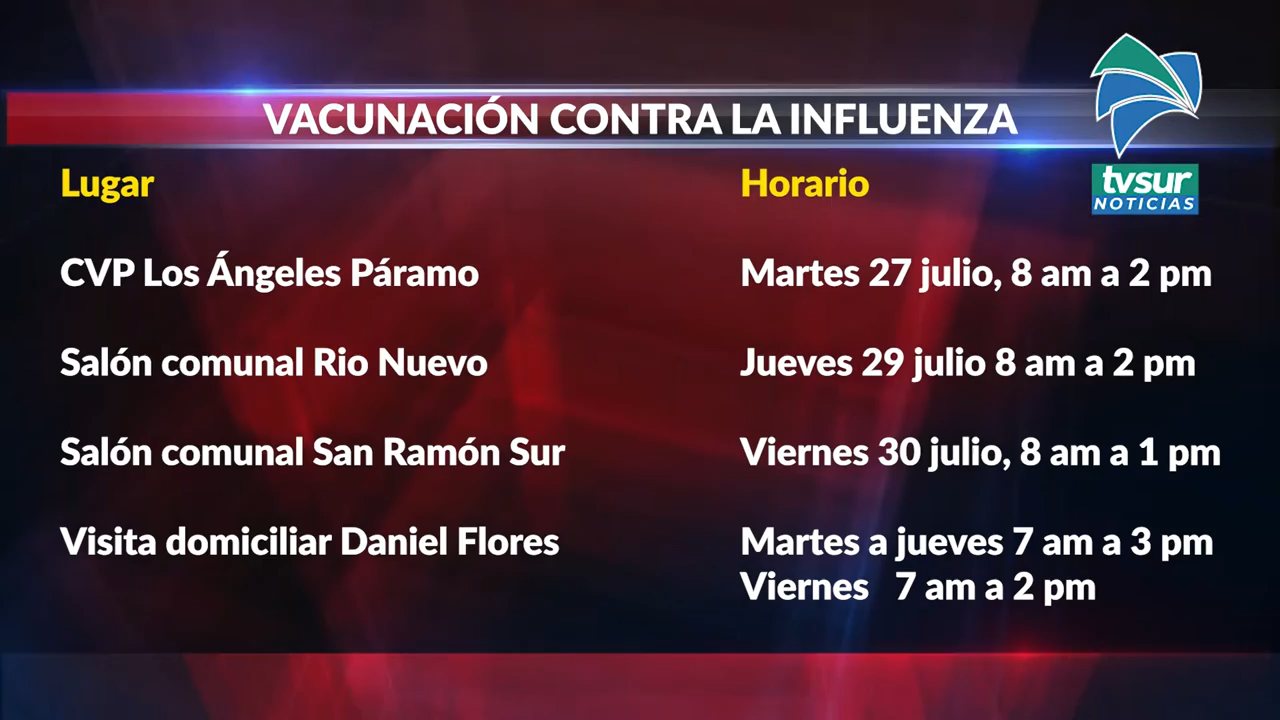 VACUNACIÓN CONTRA LA INFLUENZA
tvsur
NOTICIAS
Lugar Horario
CVP Los Ángeles Páramo Martes 27 julio, 8 am a 2 pm
Salón comunal Rio Nuevo Jueves 29 julio 8 am a 2 pm
Salón comunal San Ramón Sur Viernes 30 julio, 8 am a 1 pm
Visita domiciliar Daniel Flores Martes a jueves 7 am a 3 pm
Viernes 7 am a 2 pm